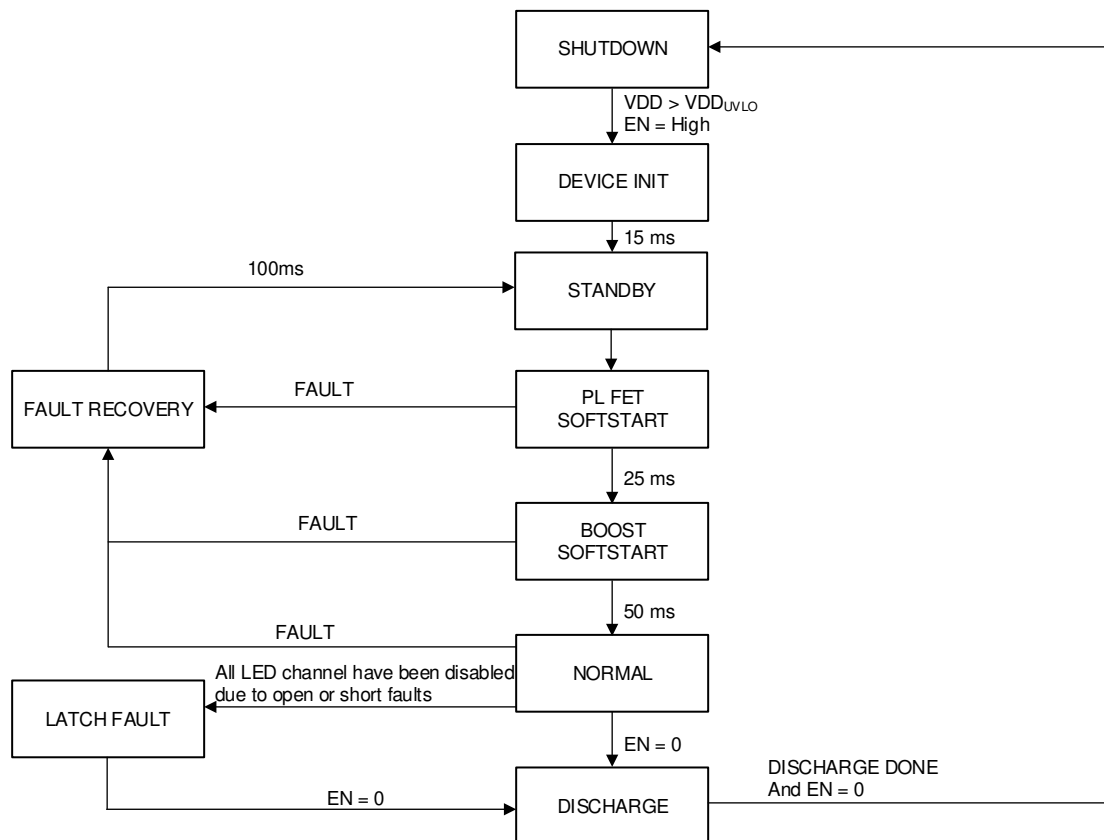 SHUTDOWN
VDD > VDDUVLO
EN = High
DEVICE INIT
15 ms
100ms
STANDBY
FAULT RECOVERY
FAULT
PL FET
SOFTSTART
25 ms
FAULT
BOOST
SOFTSTART
50 ms
FAULT
NORMAL
All LED channel have been disabled
due to open or short faults
LATCH FAULT
EN = 0
DISCHARGE DONE
And EN = 0
EN = 0
DISCHARGE